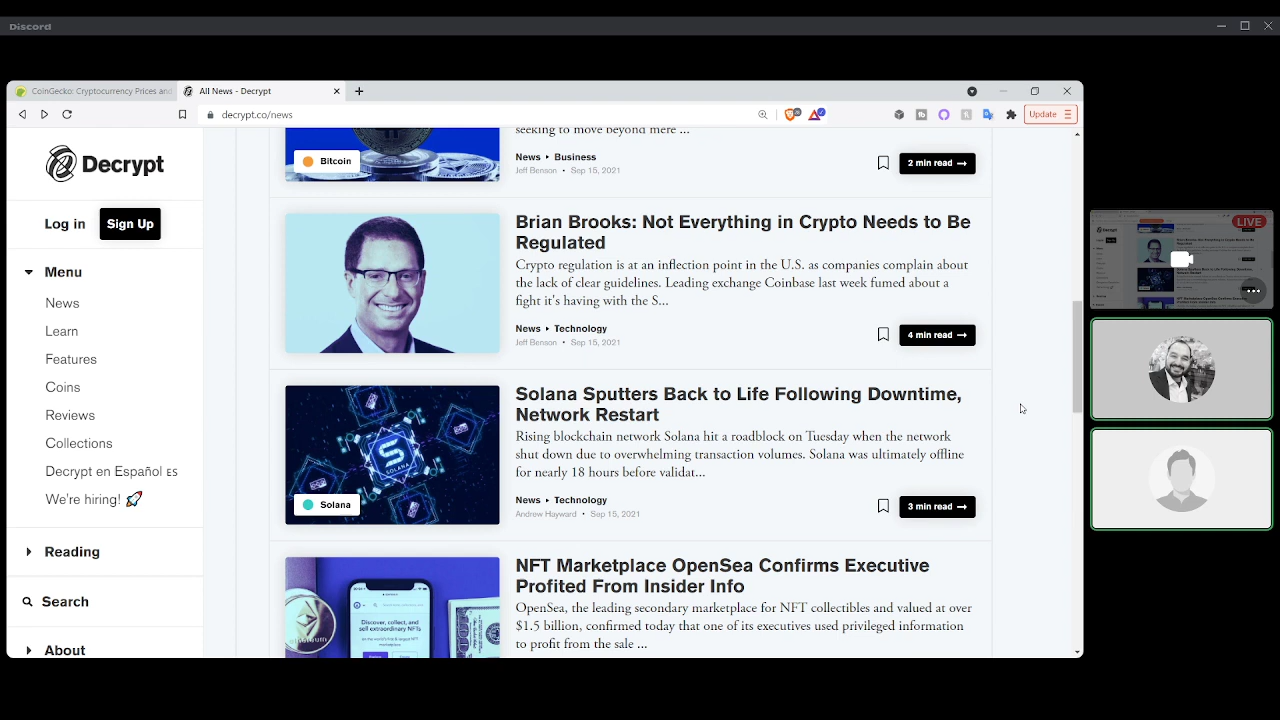 Discord
CoinGecko: Cryptocurrency Prices and
All News - Decrypt
decrypt.co/news
Update
Decrypt
Log in
Sign Up
Menu
News
Learn
Features
Coins
Reviews
Collections
Decrypt en Español ES
We're hiring! 🚀
Reading
Search
About
seeking to move beyond mere ...
Bitcoin
News ‣ Business
Jeff Benson • Sep 15, 2021
2 min read →
Brian Brooks: Not Everything in Crypto Needs to Be
Regulated
Crypto regulation is at an inflection point in the U.S. as companies complain about
the lack of clear guidelines. Leading exchange Coinbase last week fumed about a
fight it's having with the S...
News ‣ Technology
Jeff Benson • Sep 15, 2021
4 min read →
Solana Sputters Back to Life Following Downtime,
Network Restart
Rising blockchain network Solana hit a roadblock on Tuesday when the network
shut down due to overwhelming transaction volumes. Solana was ultimately offline
for nearly 18 hours before validat...
SOLANA
Solana
News ‣ Technology
Andrew Hayward • Sep 15, 2021
3 min read →
NFT Marketplace OpenSea Confirms Executive
Profited From Insider Info
OpenSea, the leading secondary marketplace for NFT collectibles and valued at over
$1.5 billion, confirmed today that one of its executives used privileged information
to profit from the sale ...
Discover, collect, and
sell extraordinary NFTs
LIVE